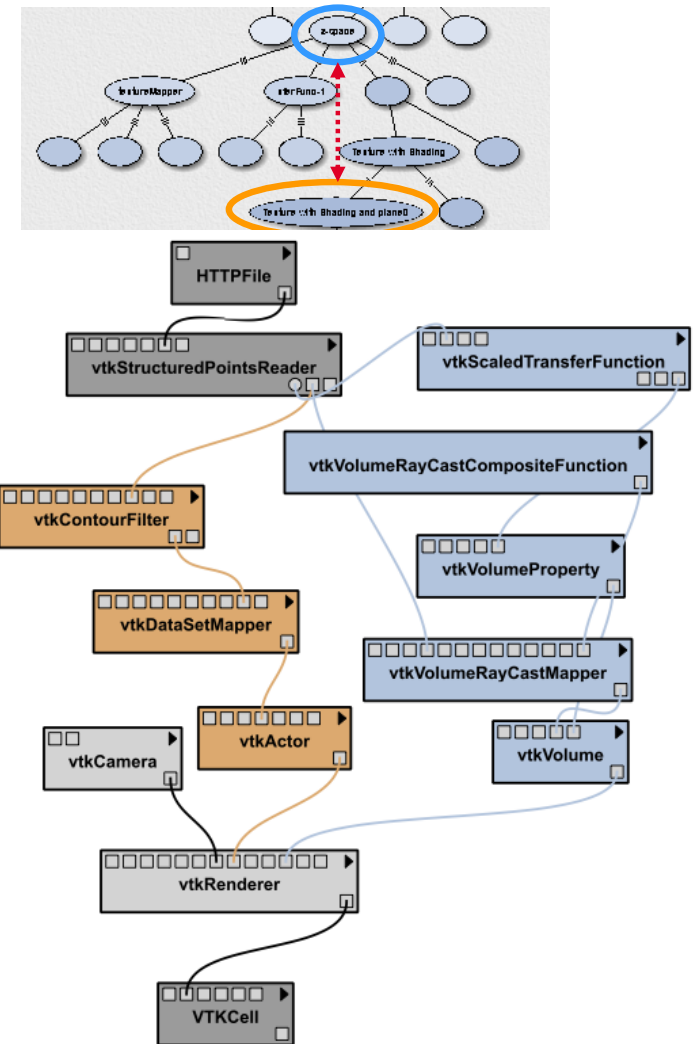 a-space
textureMapper
Texture with Shading
Texture with Shading and plane0
HTTPFile
vtkStructuredPointsReader
vtkScaledTransferFunction
vtkVolumeRayCastCompositeFunction
vtkContourFilter
vtkVolumeProperty
vtkDataSetMapper
vtkVolumeRayCastMapper
vtkActor
vtkCamera
vtkVolume
vtkRenderer
VTKCell